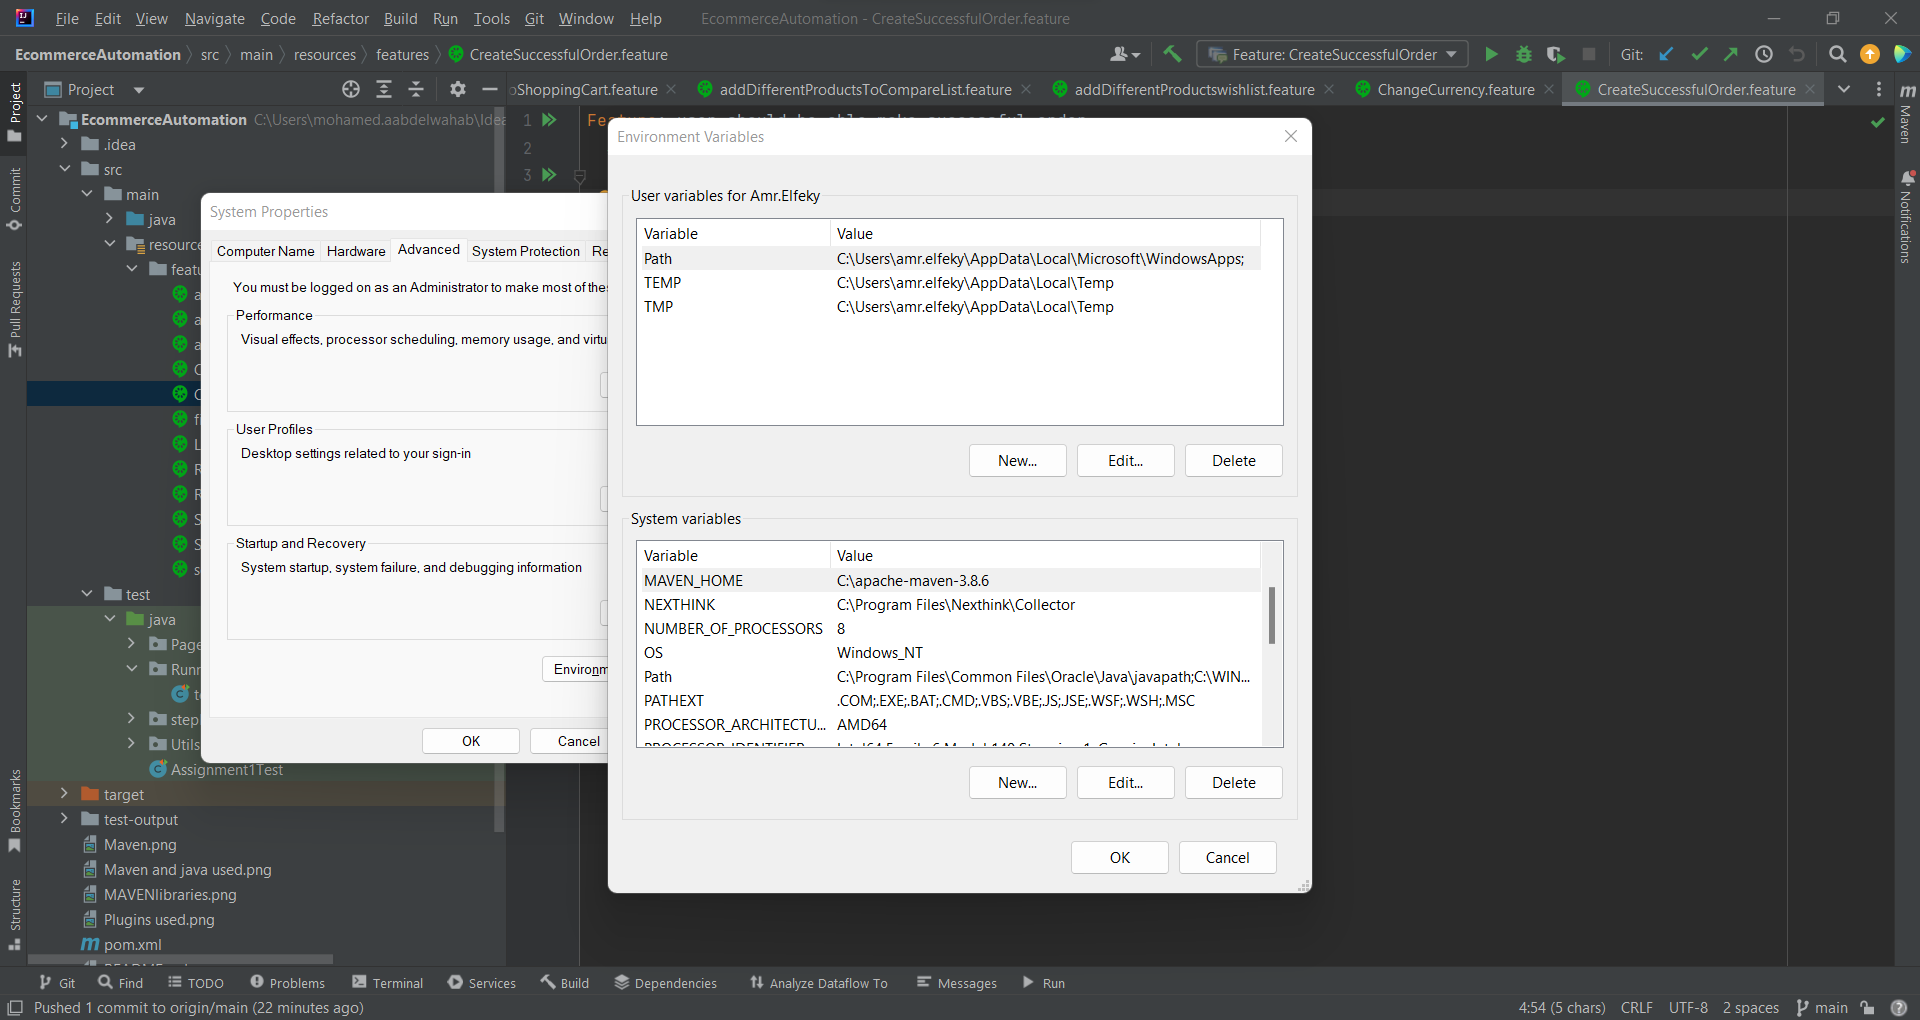 File Edit View Navigate Code Refactor Build Run Tools Git Window Help EcommerceAutomation - CreateSuccessfulOrder.feature
EcommerceAutomation src main resources features CreateSuccessfulOrder.feature Feature: CreateSuccessfulOrder Git:
Project
oShoppingCart.feature addDifferentProductsToCompareList.feature addDifferentProductswishlist.feature ChangeCurrency.feature CreateSuccessfulOrder.feature
Project
Commit
Pull Requests
Bookmarks
Structure
Maven
Notifications
EcommerceAutomation C:\Users\mohamed.aabdelwahab\Idea
.idea
src
main
java
resource
featu
test
java
Page
Runn
step
Utils
Assignment1Test
target
test-output
Maven.png
Maven and java used.png
MAVENlibraries.png
Plugins used.png
pom.xml
1
2
3
System Properties
Computer Name Hardware Advanced System Protection Re
You must be logged on as an Administrator to make most of thes
Performance
Visual effects, processor scheduling, memory usage, and virtu
User Profiles
Desktop settings related to your sign-in
Startup and Recovery
System startup, system failure, and debugging information
Environm
OK Cancel
Environment Variables
User variables for Amr.Elfeky
Variable Value
Path C:\Users\amr.elfeky\AppData\Local\Microsoft\WindowsApps;
TEMP C:\Users\amr.elfeky\AppData\Local\Temp
TMP C:\Users\amr.elfeky\AppData\Local\Temp
New... Edit... Delete
System variables
Variable Value
MAVEN_HOME C:\apache-maven-3.8.6
NEXTHINK C:\Program Files\Nexthink\Collector
NUMBER_OF_PROCESSORS 8
OS Windows_NT
Path C:\Program Files\Common Files\Oracle\Java\javapath;C:\WIN...
PATHEXT .COM;.EXE;.BAT;.CMD;.VBS;.VBE;.JS;.JSE;.WSF;.WSH;.MSC
PROCESSOR_ARCHITECTU... AMD64
New... Edit... Delete
OK Cancel
Git Find TODO Problems Terminal Services Build Dependencies Analyze Dataflow To Messages Run
Pushed 1 commit to origin/main (22 minutes ago) 4:54 (5 chars) CRLF UTF-8 2 spaces main